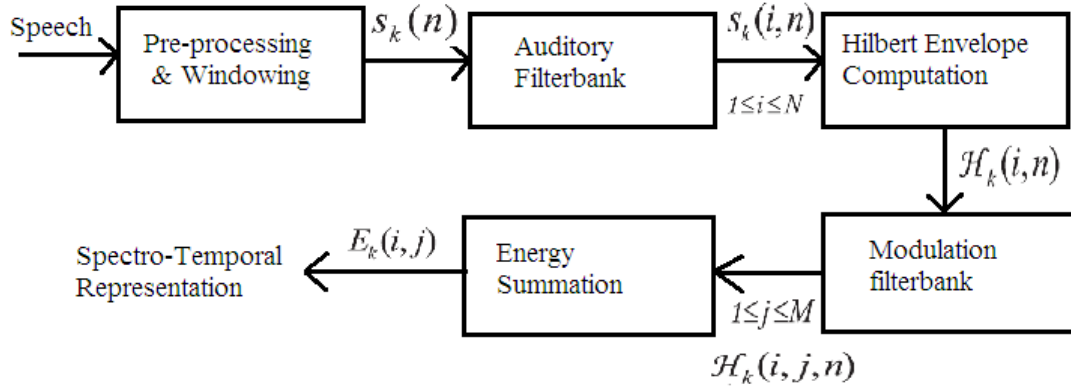 Speech
Pre-processing
& Windowing
s_k(n)
Auditory
Filterbank
s_k(i,n)
1≤i≤N
Hilbert Envelope
Computation
ℋ_k(i,n)
Modulation
filterbank
1≤j≤M
ℋ_k(i,j,n)
Energy
Summation
E_k(i,j)
Spectro-Temporal
Representation